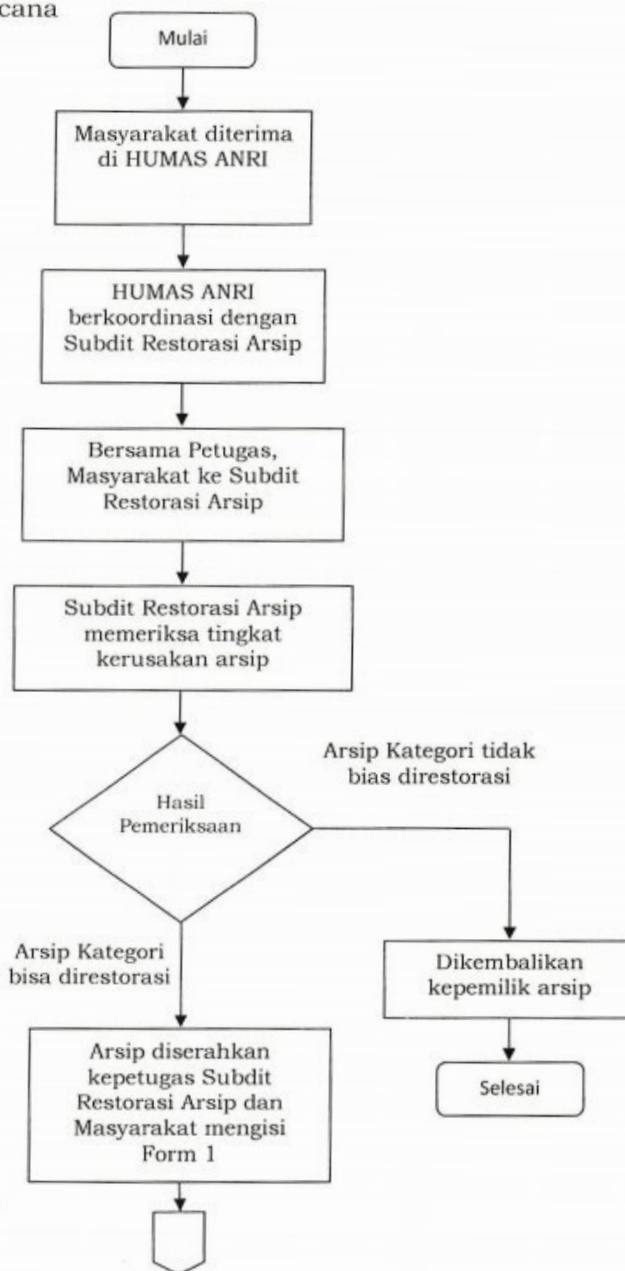 cana
Mulai
Masyarakat diterima
di HUMAS ANRI
HUMAS ANRI
berkoordinasi dengan
Subdit Restorasi Arsip
Bersama Petugas,
Masyarakat ke Subdit
Restorasi Arsip
Subdit Restorasi Arsip
memeriksa tingkat
kerusakan arsip
Hasil
Pemeriksaan
Arsip Kategori tidak
bias direstorasi
Arsip Kategori
bisa direstorasi
Dikembalikan
kepemilik arsip
Selesai
Arsip diserahkan
kepetugas Subdit
Restorasi Arsip dan
Masyarakat mengisi
Form 1